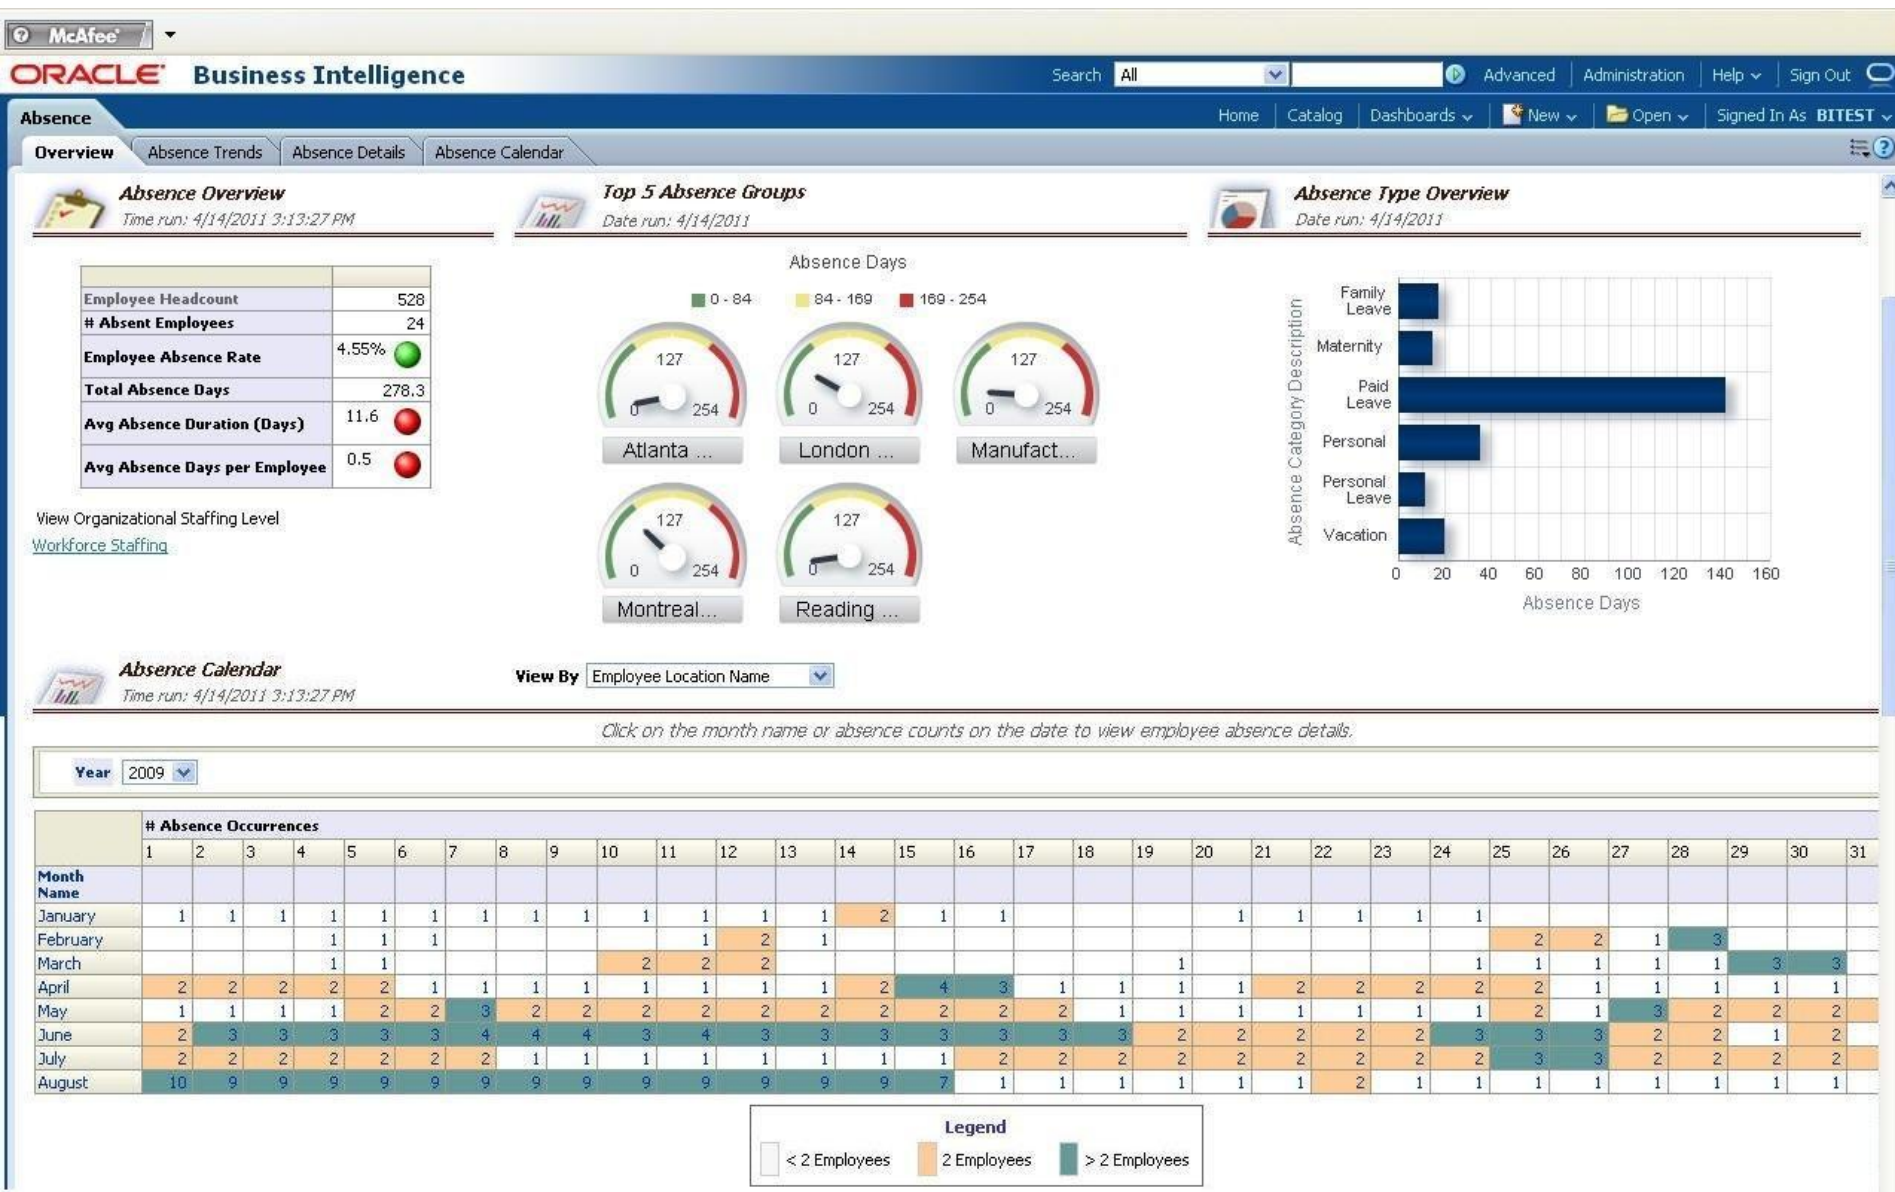 McAfee
ORACLE Business Intelligence
Search All Advanced Administration Help Sign Out
Absence
Home Catalog Dashboards New Open Signed In As BITEST
Overview Absence Trends Absence Details Absence Calendar
Absence Overview
Time run: 4/14/2011 3:13:27 PM
Employee Headcount 528
# Absent Employees 24
Employee Absence Rate 4.55%
Total Absence Days 278.3
Avg Absence Duration (Days) 11.6
Avg Absence Days per Employee 0.5
View Organizational Staffing Level
Workforce Staffing
Top 5 Absence Groups
Date run: 4/14/2011
Absence Days
0 - 84 84 - 169 169 - 254
127 127 127
0 254 0 254 0 254
Atlanta ... London ... Manufact...
127 127
0 254 0 254
Montreal... Reading ...
Absence Type Overview
Date run: 4/14/2011
Absence Category Description
Family
Leave
Maternity
Paid
Leave
Personal
Personal
Leave
Vacation
0 20 40 60 80 100 120 140 160
Absence Days
Absence Calendar
Time run: 4/14/2011 3:13:27 PM
View By Employee Location Name
Click on the month name or absence counts on the date to view employee absence details.
Year 2009
# Absence Occurrences
1 2 3 4 5 6 7 8 9 10 11 12 13 14 15 16 17 18 19 20 21 22 23 24 25 26 27 28 29 30 31
Month
Name
January 1 1 1 1 1 1 1 1 1 1 1 1 1 2 1 1 1 1 1 1 1
February 1 1 1 1 2 1 2 2 1 3
March 1 1 2 2 2 1 1 1 1 1 1 3 3
April 2 2 2 2 2 1 1 1 1 1 1 1 1 2 4 3 1 1 1 1 2 2 2 2 2 1 1 1 1 1
May 1 1 1 1 2 2 3 2 2 2 2 2 2 2 2 2 2 1 1 1 1 1 1 1 2 1 3 2 2 2
June 2 3 3 3 3 3 4 4 4 3 4 3 3 3 3 3 3 3 2 2 2 2 2 3 3 3 2 2 1 2
July 2 2 2 2 2 2 2 1 1 1 1 1 1 1 1 2 2 2 2 2 2 2 2 2 3 3 2 2 2 2
August 10 9 9 9 9 9 9 9 9 9 9 9 9 9 7 1 1 1 1 1 1 2 1 1 1 1 1 1 1 1
Legend
< 2 Employees 2 Employees > 2 Employees